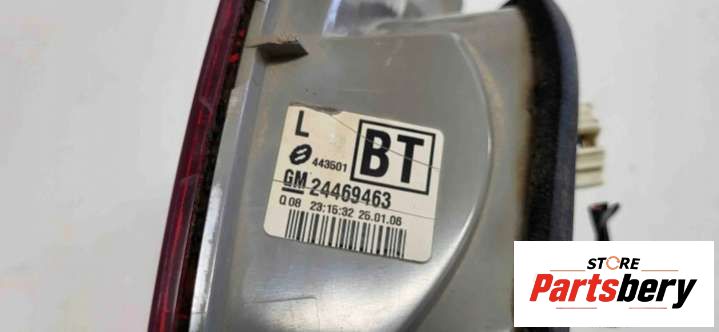 L
BT
443601
GM 24469463
Q 08 23:15:32 26.01.06
STORE
Partsbery